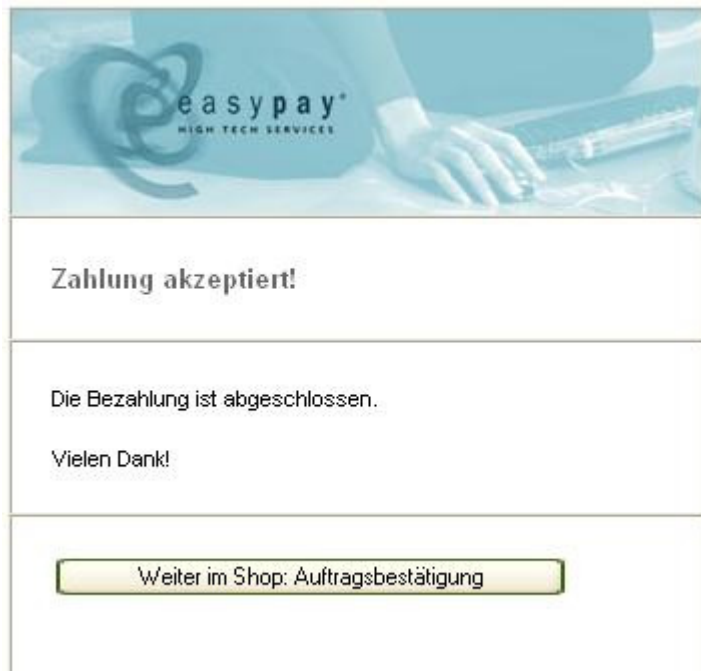 easypay
HIGH TECH SERVICES
Zahlung akzeptiert!
Die Bezahlung ist abgeschlossen.
Vielen Dank!
Weiter im Shop: Auftragsbestätigung